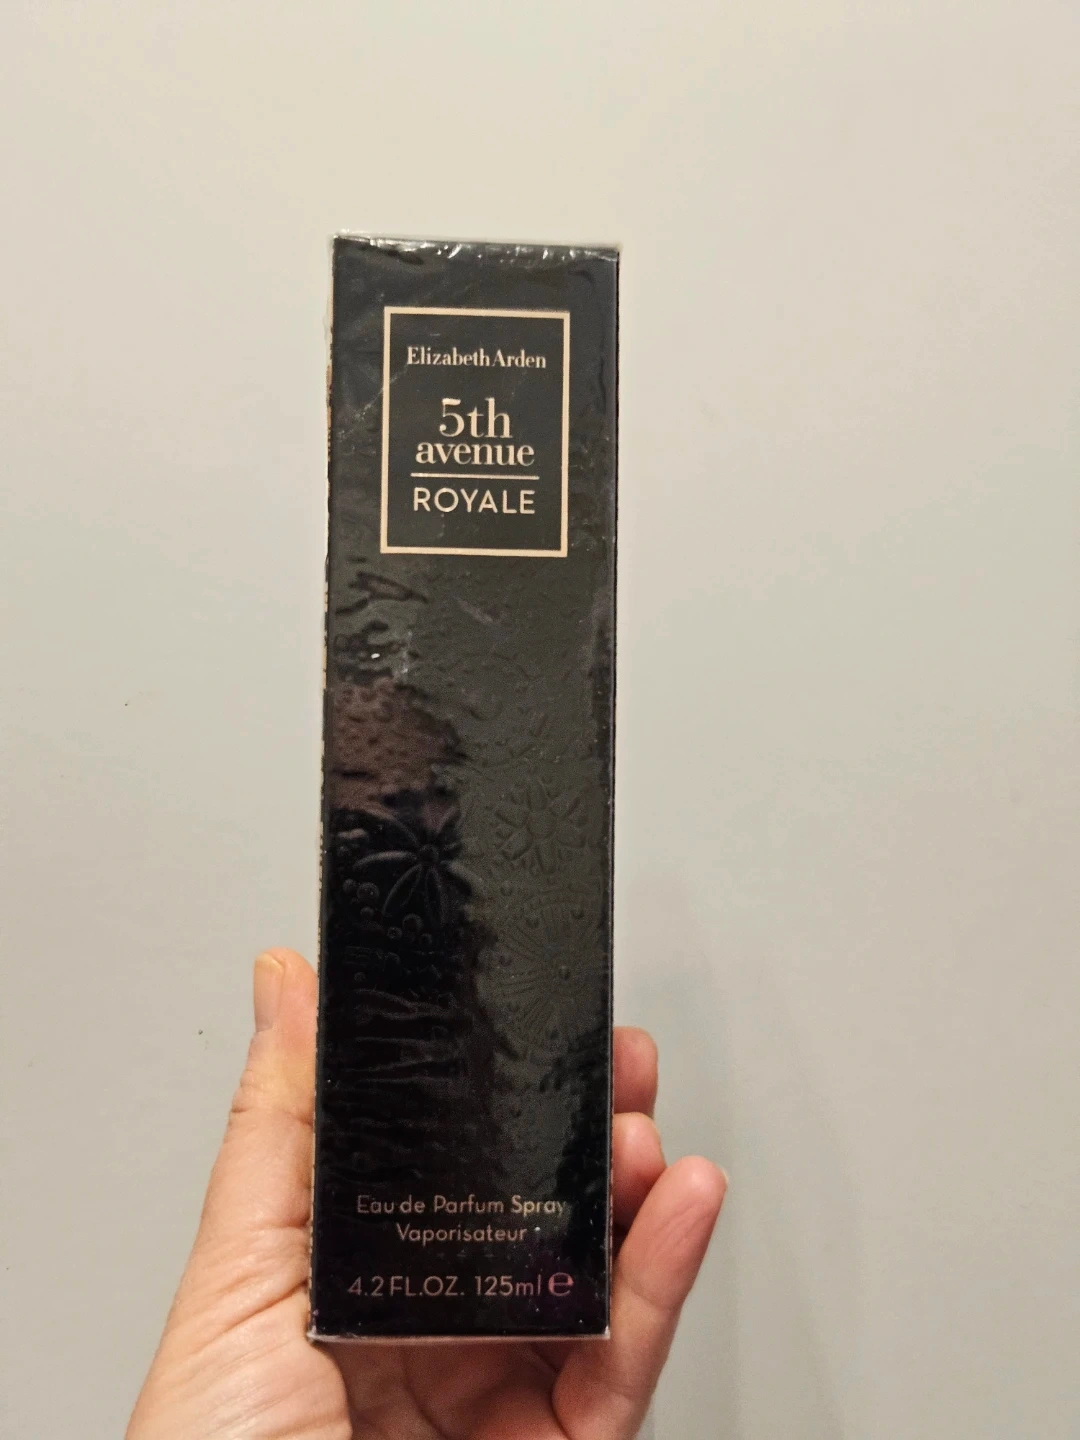 Elizabeth Arden
5th
avenue
ROYALE
Eau de Parfum Spray
Vaporisateur
4.2 FL.OZ. 125ml ℮